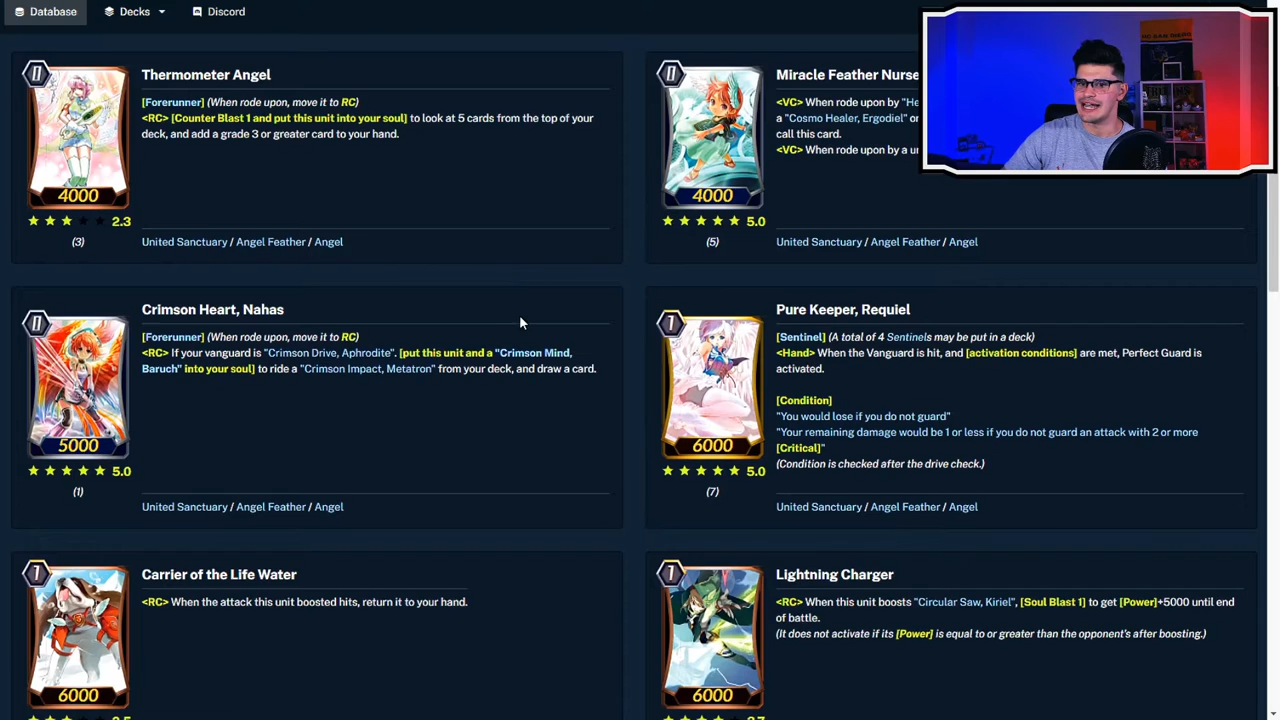 Database
Decks
Discord
0
Thermometer Angel
[Forerunner] (When rode upon, move it to RC)
<RC> [Counter Blast 1 and put this unit into your soul] to look at 5 cards from the top of your
deck, and add a grade 3 or greater card to your hand.
4000
2.3
(3)
United Sanctuary / Angel Feather / Angel
0
Miracle Feather Nurse
<VC> When rode upon by "He
a "Cosmo Healer, Ergodiel" or
call this card.
<VC> When rode upon by a u
4000
5.0
(5)
United Sanctuary / Angel Feather / Angel
0
Crimson Heart, Nahas
[Forerunner] (When rode upon, move it to RC)
<RC> If your vanguard is "Crimson Drive, Aphrodite". [put this unit and a "Crimson Mind,
Baruch" into your soul] to ride a "Crimson Impact, Metatron" from your deck, and draw a card.
5000
5.0
(1)
United Sanctuary / Angel Feather / Angel
1
Pure Keeper, Requiel
[Sentinel] (A total of 4 Sentinels may be put in a deck)
<Hand> When the Vanguard is hit, and [activation conditions] are met, Perfect Guard is
activated.
[Condition]
"You would lose if you do not guard"
"Your remaining damage would be 1 or less if you do not guard an attack with 2 or more
[Critical]"
(Condition is checked after the drive check.)
6000
5.0
(7)
United Sanctuary / Angel Feather / Angel
1
Carrier of the Life Water
<RC> When the attack this unit boosted hits, return it to your hand.
6000
1
Lightning Charger
<RC> When this unit boosts "Circular Saw, Kiriel", [Soul Blast 1] to get [Power]+5000 until end
of battle.
(It does not activate if its [Power] is equal to or greater than the opponent's after boosting.)
6000